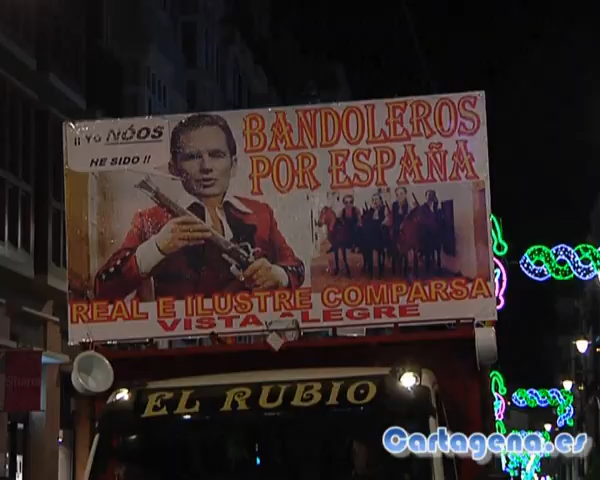 ¡¡ Yo NÓOS
HE SIDO !!
BANDOLEROS
POR ESPAÑA
REAL E ILUSTRE COMPARSA
VISTA ALEGRE
EL RUBIO
Cartagena.es